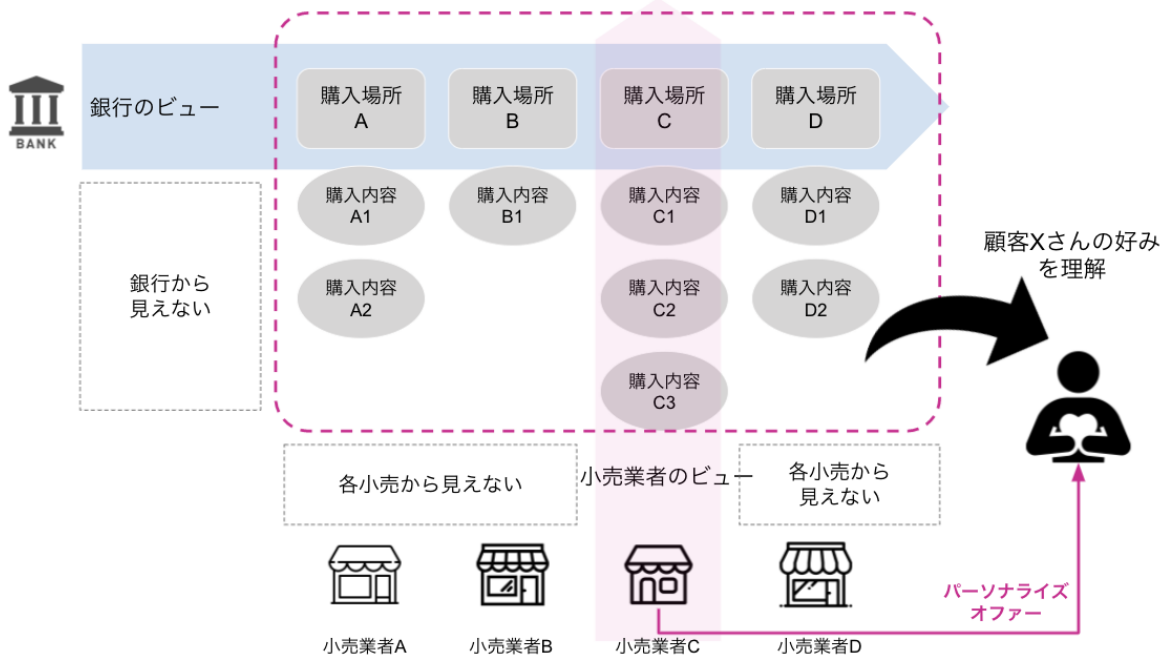 銀行のビュー
BANK
購入場所
A
購入場所
B
購入場所
C
購入場所
D
購入内容
A1
購入内容
B1
購入内容
C1
購入内容
D1
銀行から
見えない
購入内容
A2
購入内容
C2
購入内容
D2
購入内容
C3
顧客Xさんの好み
を理解
各小売から見えない
小売業者のビュー
各小売から
見えない
パーソナライズ
オファー
小売業者A
小売業者B
小売業者C
小売業者D